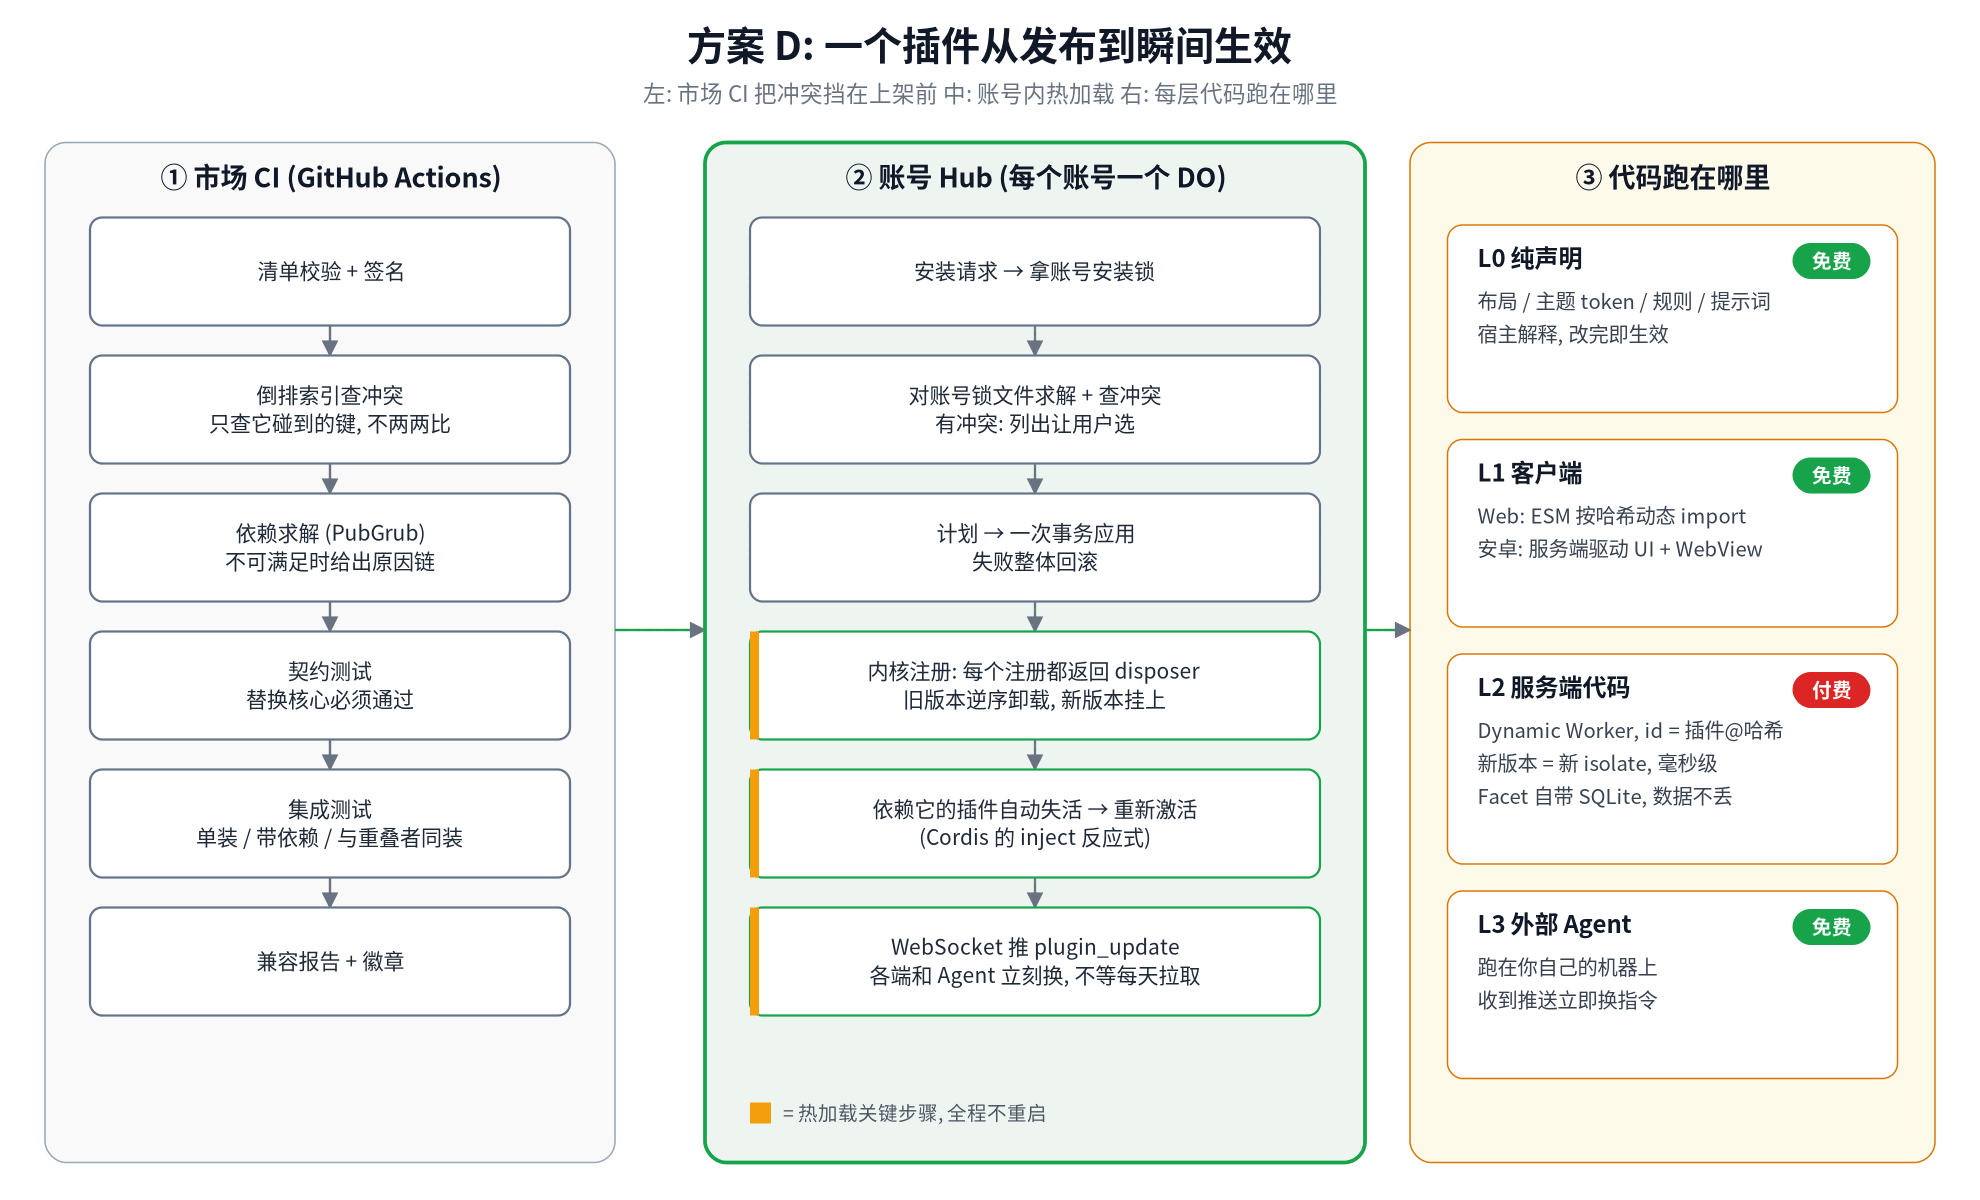 方案 D: 一个插件从发布到瞬间生效
左: 市场 CI 把冲突挡在上架前 中: 账号内热加载 右: 每层代码跑在哪里
① 市场 CI (GitHub Actions)
清单校验 + 签名
倒排索引查冲突
只查它碰到的键, 不两两比
依赖求解 (PubGrub)
不可满足时给出原因链
契约测试
替换核心必须通过
集成测试
单装 / 带依赖 / 与重叠者同装
兼容报告 + 徽章
② 账号 Hub (每个账号一个 DO)
安装请求 → 拿账号安装锁
对账号锁文件求解 + 查冲突
有冲突: 列出让用户选
计划 → 一次事务应用
失败整体回滚
内核注册: 每个注册都返回 disposer
旧版本逆序卸载, 新版本挂上
依赖它的插件自动失活 → 重新激活
(Cordis 的 inject 反应式)
WebSocket 推 plugin_update
各端和 Agent 立刻换, 不等每天拉取
= 热加载关键步骤, 全程不重启
③ 代码跑在哪里
L0 纯声明
免费
布局 / 主题 token / 规则 / 提示词
宿主解释, 改完即生效
L1 客户端
免费
Web: ESM 按哈希动态 import
安卓: 服务端驱动 UI + WebView
L2 服务端代码
付费
Dynamic Worker, id = 插件@哈希
新版本 = 新 isolate, 毫秒级
Facet 自带 SQLite, 数据不丢
L3 外部 Agent
免费
跑在你自己的机器上
收到推送立即换指令